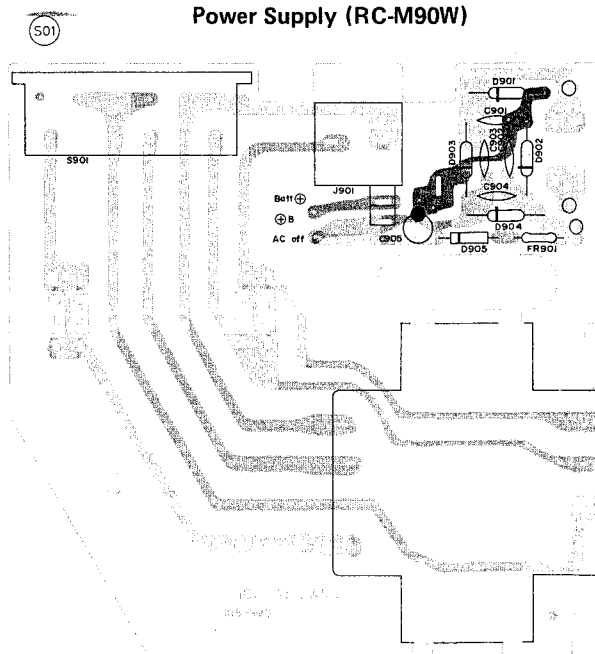 Power Supply (RC-M90W)
S01
D901
C901
S901
D903
C903
D902
J901
Batt ⊕
C904
⊕ B
D904
AC off
C905
D905
FR901